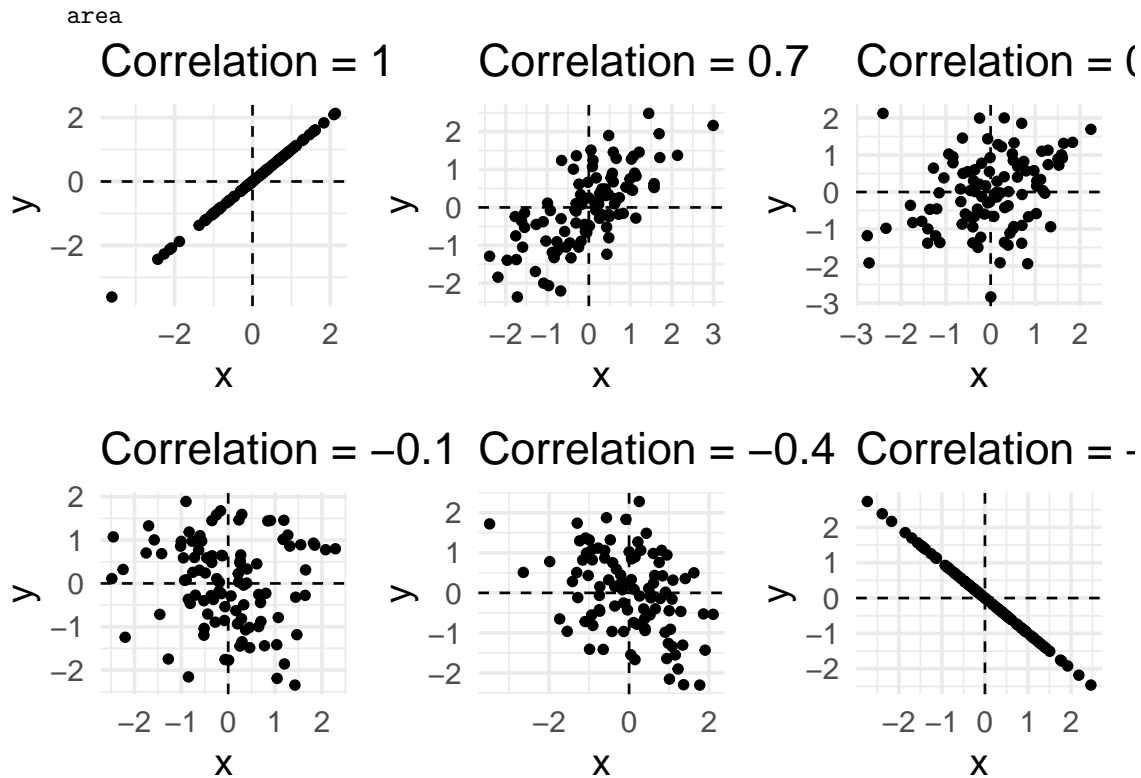 area
Correlation = 1
Correlation = 0.7
Correlation = 0
2
0
−2
y
−2 0 2
x
2
1
0
−1
−2
y
−2 −1 0 1 2 3
x
2
1
0
−1
−2
−3
y
−3 −2 −1 0 1 2
x
Correlation = −0.1
Correlation = −0.4
Correlation = −
2
1
0
−1
−2
y
−2 −1 0 1 2
x
2
1
0
−1
−2
y
−2 0 2
x
2
1
0
−1
−2
y
−2 −1 0 1 2
x